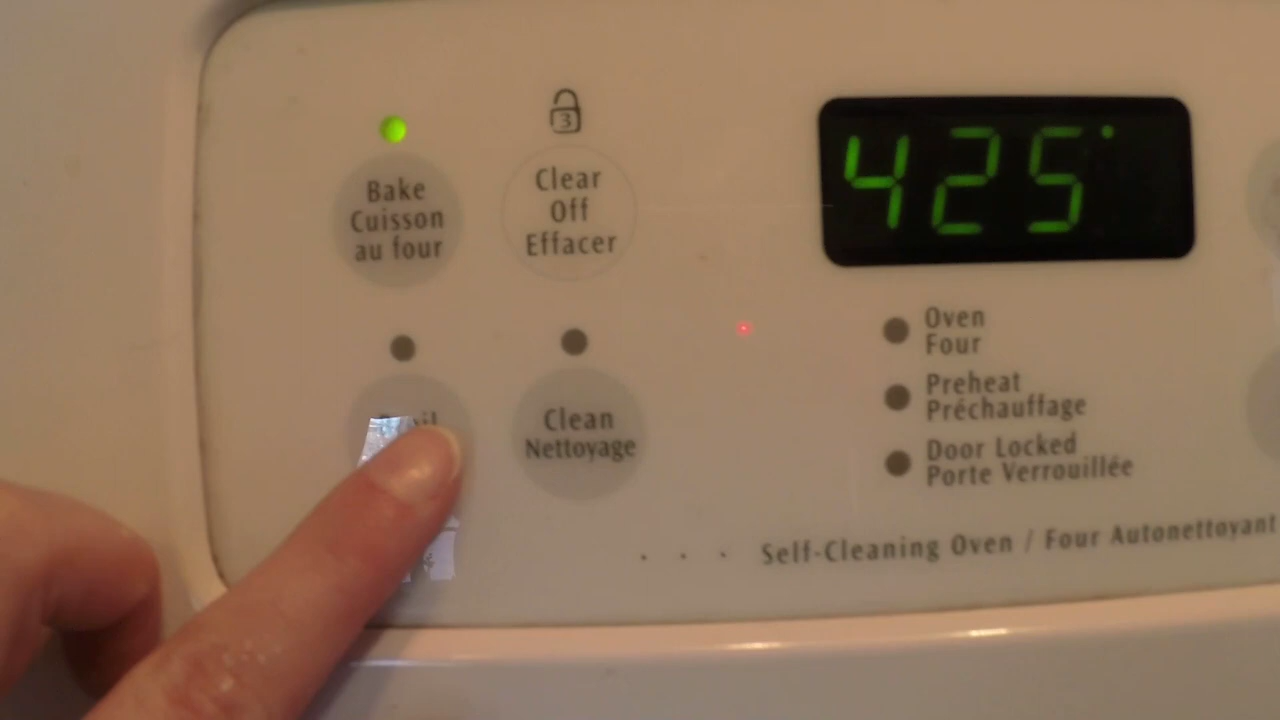 3
Bake
Cuisson
au four
Clear
Off
Effacer
425°
Oven
Four
Preheat
Préchauffage
Door Locked
Porte Verrouillée
Clean
Nettoyage
Self-Cleaning Oven / Four Autonettoyant